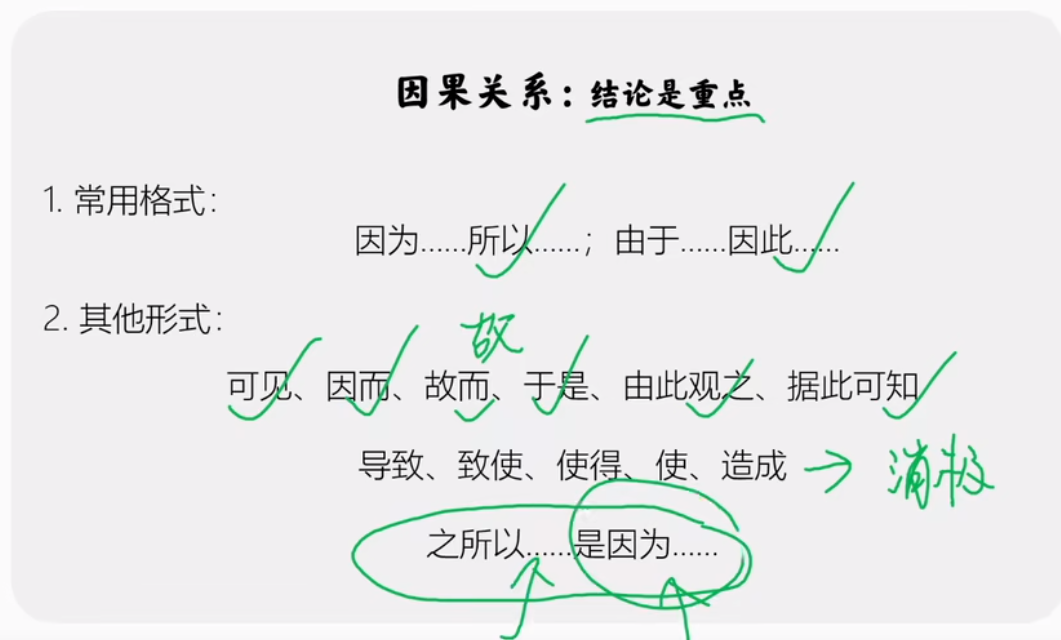 因果关系：结论是重点
1. 常用格式：
因为……所以……；由于……因此……
2. 其他形式：
故
可见、因而、故而、于是、由此观之、据此可知
导致、致使、使得、使、造成 → 消极
之所以……是因为……